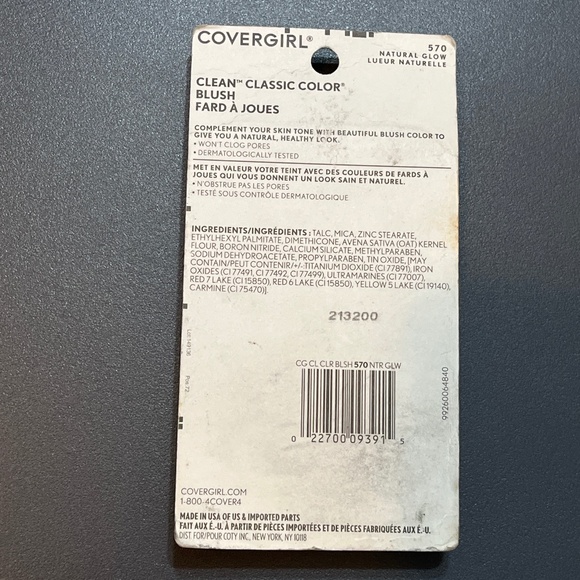 COVERGIRL®
570
NATURAL GLOW
LUEUR NATURELLE
CLEAN™ CLASSIC COLOR®
BLUSH
FARD À JOUES
COMPLEMENT YOUR SKIN TONE WITH BEAUTIFUL BLUSH COLOR TO
GIVE YOU A NATURAL, HEALTHY LOOK.
• WON'T CLOG PORES
• DERMATOLOGICALLY TESTED
MET EN VALEUR VOTRE TEINT AVEC DES COULEURS DE FARDS À
JOUES QUI VOUS DONNENT UN LOOK SAIN ET NATUREL.
• N'OBSTRUE PAS LES PORES
• TESTÉ SOUS CONTRÔLE DERMATOLOGIQUE
INGREDIENTS/INGRÉDIENTS : TALC, MICA, ZINC STEARATE,
ETHYLHEXYL PALMITATE, DIMETHICONE, AVENA SATIVA (OAT) KERNEL
FLOUR, BORON NITRIDE, CALCIUM SILICATE, METHYLPARABEN,
SODIUM DEHYDROACETATE, PROPYLPARABEN, TIN OXIDE, [MAY
CONTAIN/PEUT CONTENIR/+/-:TITANIUM DIOXIDE (CI 77891), IRON
OXIDES (CI 77491, CI 77492, CI 77499), ULTRAMARINES (CI 77007),
RED 7 LAKE (CI 15850), RED 6 LAKE (CI 15850), YELLOW 5 LAKE (CI 19140),
CARMINE (CI 75470)].
213200
CG CL CLR BLSH 570 NTR GLW
99260064840
0 22700 09391 5
COVERGIRL.COM
1-800-4COVER4
MADE IN USA OF US & IMPORTED PARTS
FAIT AUX É.-U. À PARTIR DE PIÈCES IMPORTÉES ET DE PIÈCES FABRIQUÉES AUX É.-U.
DIST. FOR/POUR COTY INC., NEW YORK, NY 10118